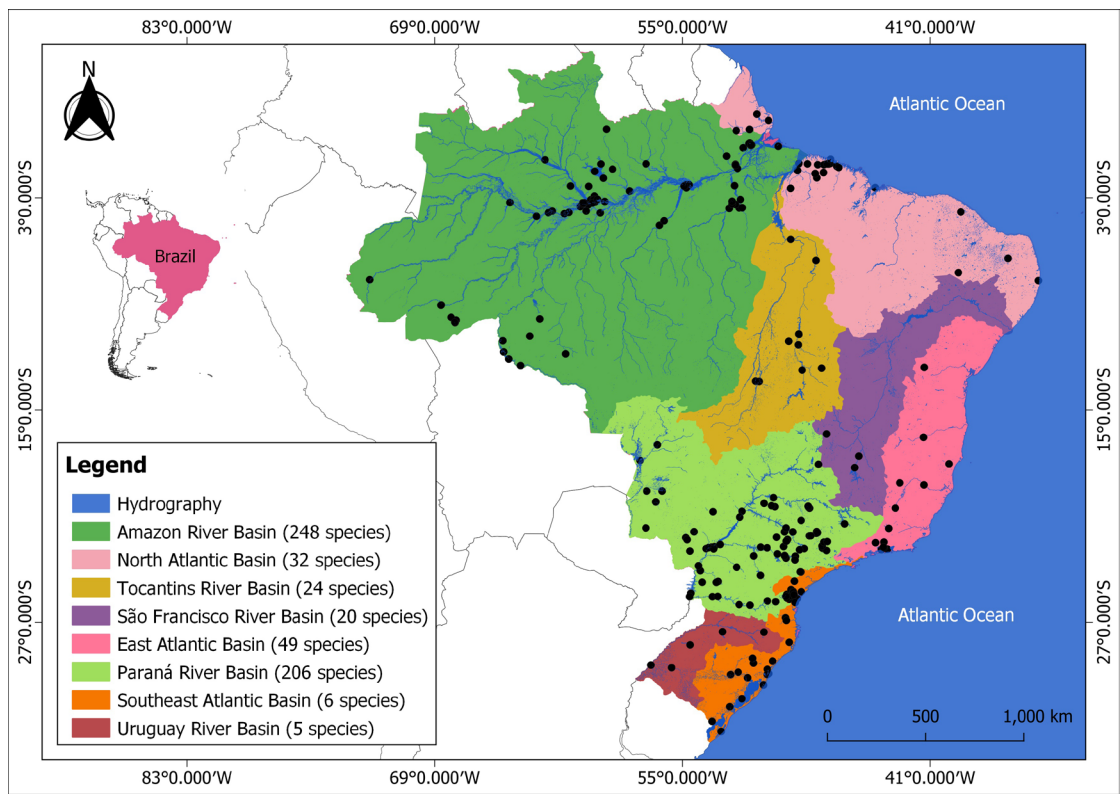 83°0.000′W 69°0.000′W 55°0.000′W 41°0.000′W
N
Atlantic Ocean
3°0.000′S 3°0.000′S
Brazil
15°0.000′S 15°0.000′S
Legend
Hydrography
Amazon River Basin (248 species)
North Atlantic Basin (32 species)
Tocantins River Basin (24 species)
São Francisco River Basin (20 species)
East Atlantic Basin (49 species)
Paraná River Basin (206 species)
Southeast Atlantic Basin (6 species)
Uruguay River Basin (5 species)
Atlantic Ocean
27°0.000′S 27°0.000′S
0 500 1,000 km
83°0.000′W 69°0.000′W 55°0.000′W 41°0.000′W